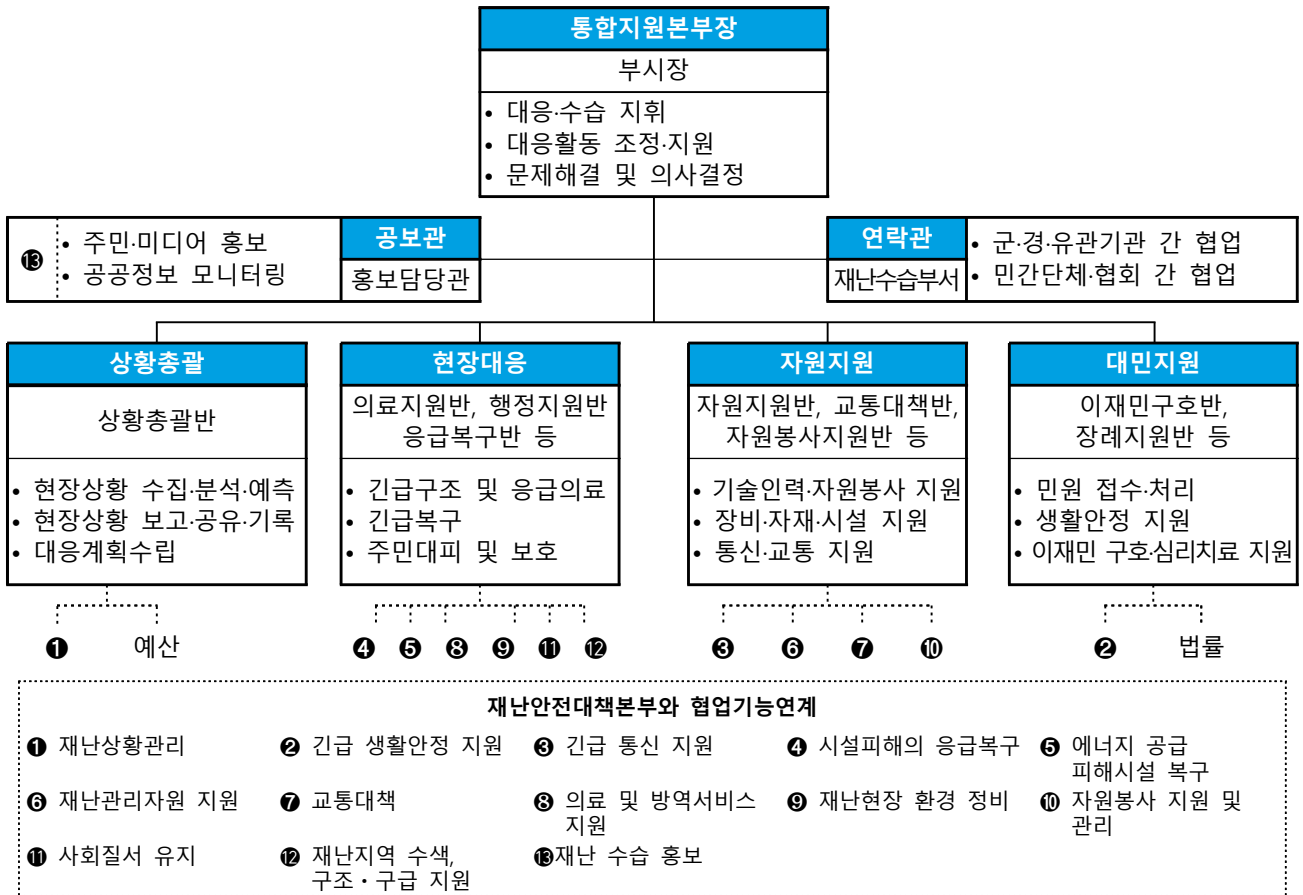 통합지원본부장
부시장
• 대응·수습 지휘
• 대응활동 조정·지원
• 문제해결 및 의사결정
⓭
• 주민·미디어 홍보
• 공공정보 모니터링
공보관
홍보담당관
연락관
재난수습부서
• 군·경·유관기관 간 협업
• 민간단체·협회 간 협업
상황총괄
상황총괄반
• 현장상황 수집·분석·예측
• 현장상황 보고·공유·기록
• 대응계획수립
❶ 예산
현장대응
의료지원반, 행정지원반
응급복구반 등
• 긴급구조 및 응급의료
• 긴급복구
• 주민대피 및 보호
❹ ❺ ❽ ❾ ⓫ ⓬
자원지원
자원지원반, 교통대책반,
자원봉사지원반 등
• 기술인력·자원봉사 지원
• 장비·자재·시설 지원
• 통신·교통 지원
❸ ❻ ❼ ❿
대민지원
이재민구호반,
장례지원반 등
• 민원 접수·처리
• 생활안정 지원
• 이재민 구호·심리치료 지원
❷ 법률
재난안전대책본부와 협업기능연계
❶ 재난상황관리
❷ 긴급 생활안정 지원
❸ 긴급 통신 지원
❹ 시설피해의 응급복구
❺ 에너지 공급
피해시설 복구
❻ 재난관리자원 지원
❼ 교통대책
❽ 의료 및 방역서비스
지원
❾ 재난현장 환경 정비
❿ 자원봉사 지원 및
관리
⓫ 사회질서 유지
⓬ 재난지역 수색,
구조·구급 지원
⓭재난 수습 홍보